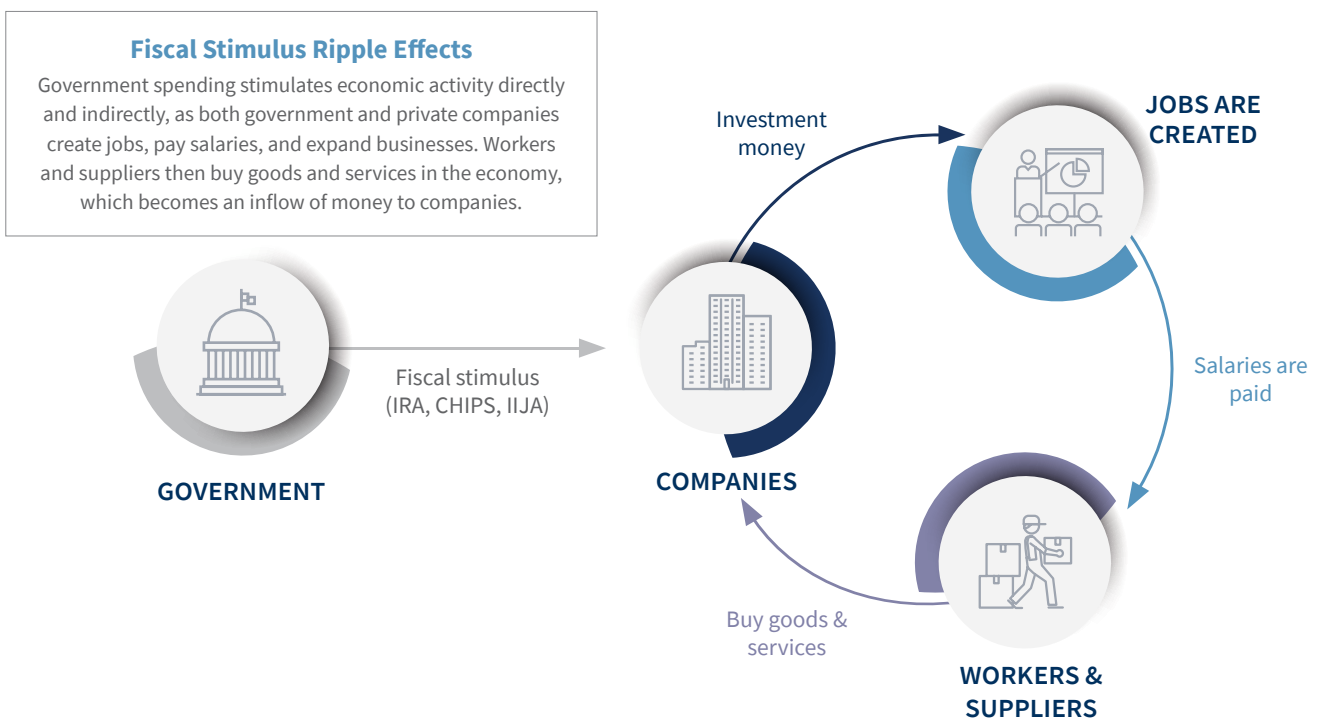 Fiscal Stimulus Ripple Effects
Government spending stimulates economic activity directly
and indirectly, as both government and private companies
create jobs, pay salaries, and expand businesses. Workers
and suppliers then buy goods and services in the economy,
which becomes an inflow of money to companies.
Investment
money
JOBS ARE
CREATED
Fiscal stimulus
(IRA, CHIPS, IIJA)
Salaries are
paid
GOVERNMENT
COMPANIES
Buy goods &
services
WORKERS &
SUPPLIERS